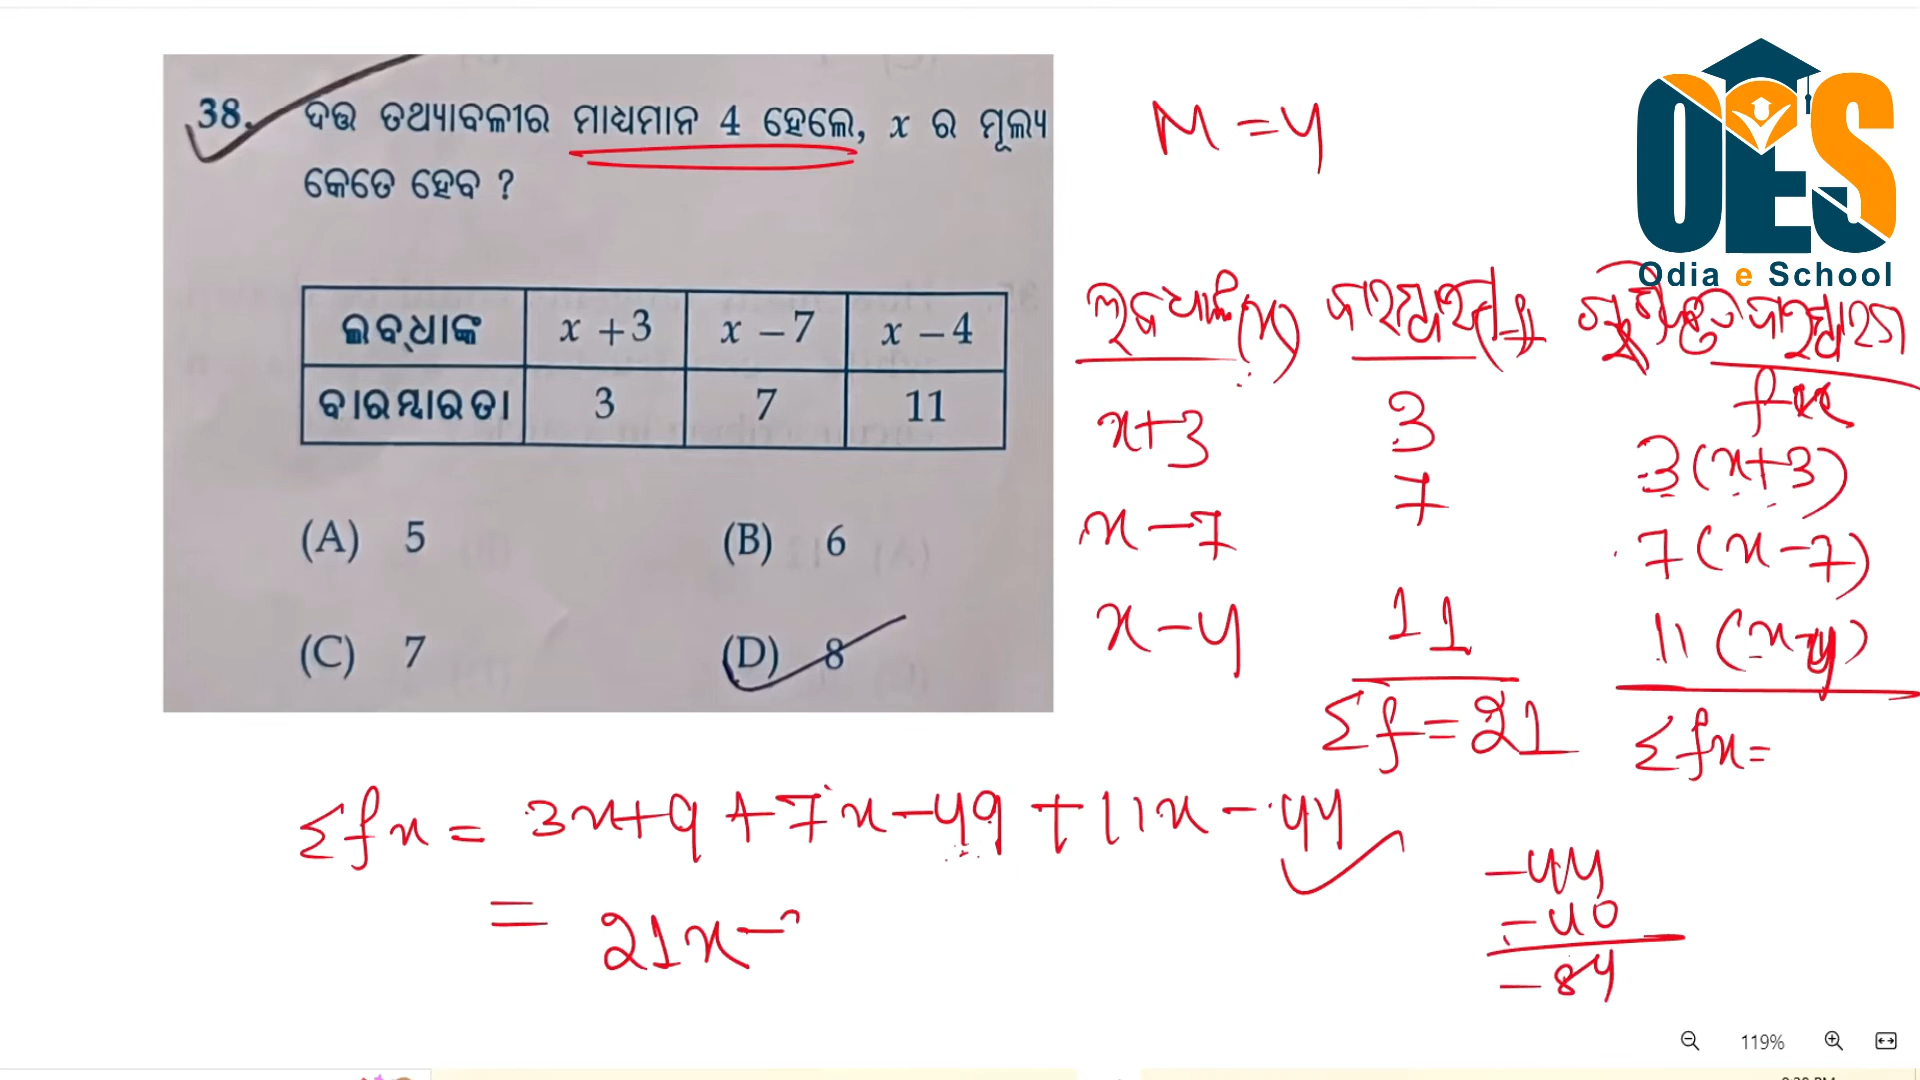 38. ଦତ୍ତ ତଥ୍ୟାବଳୀର ମାଧ୍ୟମାନ 4 ହେଲେ, x ର ମୂଲ୍ୟ
କେତେ ହେବ ?
ଲବ୍ଧାଙ୍କ x + 3 x − 7 x − 4
ବାରମ୍ବାରତା 3 7 11
(A) 5 (B) 6
(C) 7 (D) 8
M = 4
OES
Odia e School
(x)
fx
x+3 3 3(x+3)
x−7 7 7(x−7)
x−4 11 11(x−4)
Σf = 21 Σfx =
Σfx = 3x+9+7x−49+11x−44
= 21x−
−44
−40
−84
119%